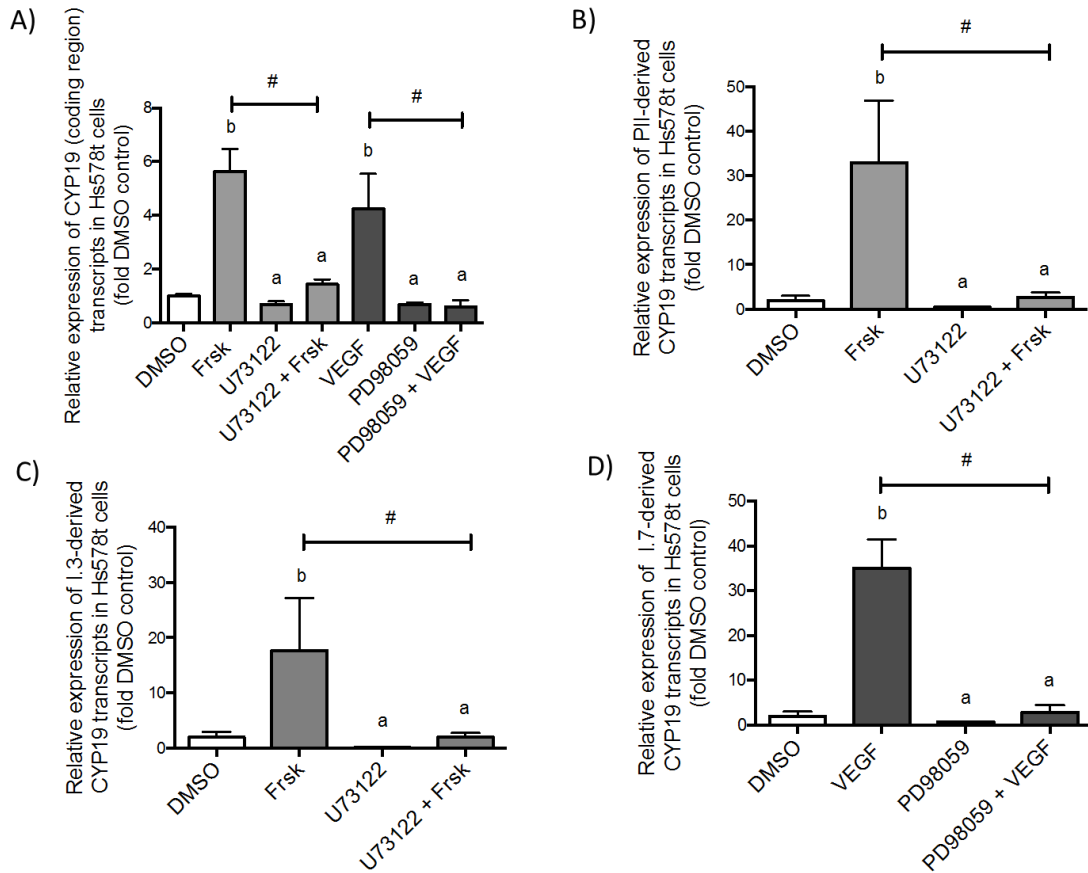 A)
Relative expression of CYP19 (coding region)
transcripts in Hs578t cells
(fold DMSO control)
8
6
4
2
0
#
#
b
a
a
b
a
a
DMSO
Frsk
U73122
U73122 + Frsk
VEGF
PD98059
PD98059 + VEGF
B)
Relative expression of PII-derived
CYP19 transcripts in Hs578t cells
(fold DMSO control)
50
40
30
20
10
0
#
b
a
a
DMSO
Frsk
U73122
U73122 + Frsk
C)
Relative expression of I.3-derived
CYP19 transcripts in Hs578t cells
(fold DMSO control)
40
30
20
10
0
#
b
a
a
DMSO
Frsk
U73122
U73122 + Frsk
D)
Relative expression of I.7-derived
CYP19 transcripts in Hs578t cells
(fold DMSO control)
50
40
30
20
10
0
#
b
a
a
DMSO
VEGF
PD98059
PD98059 + VEGF